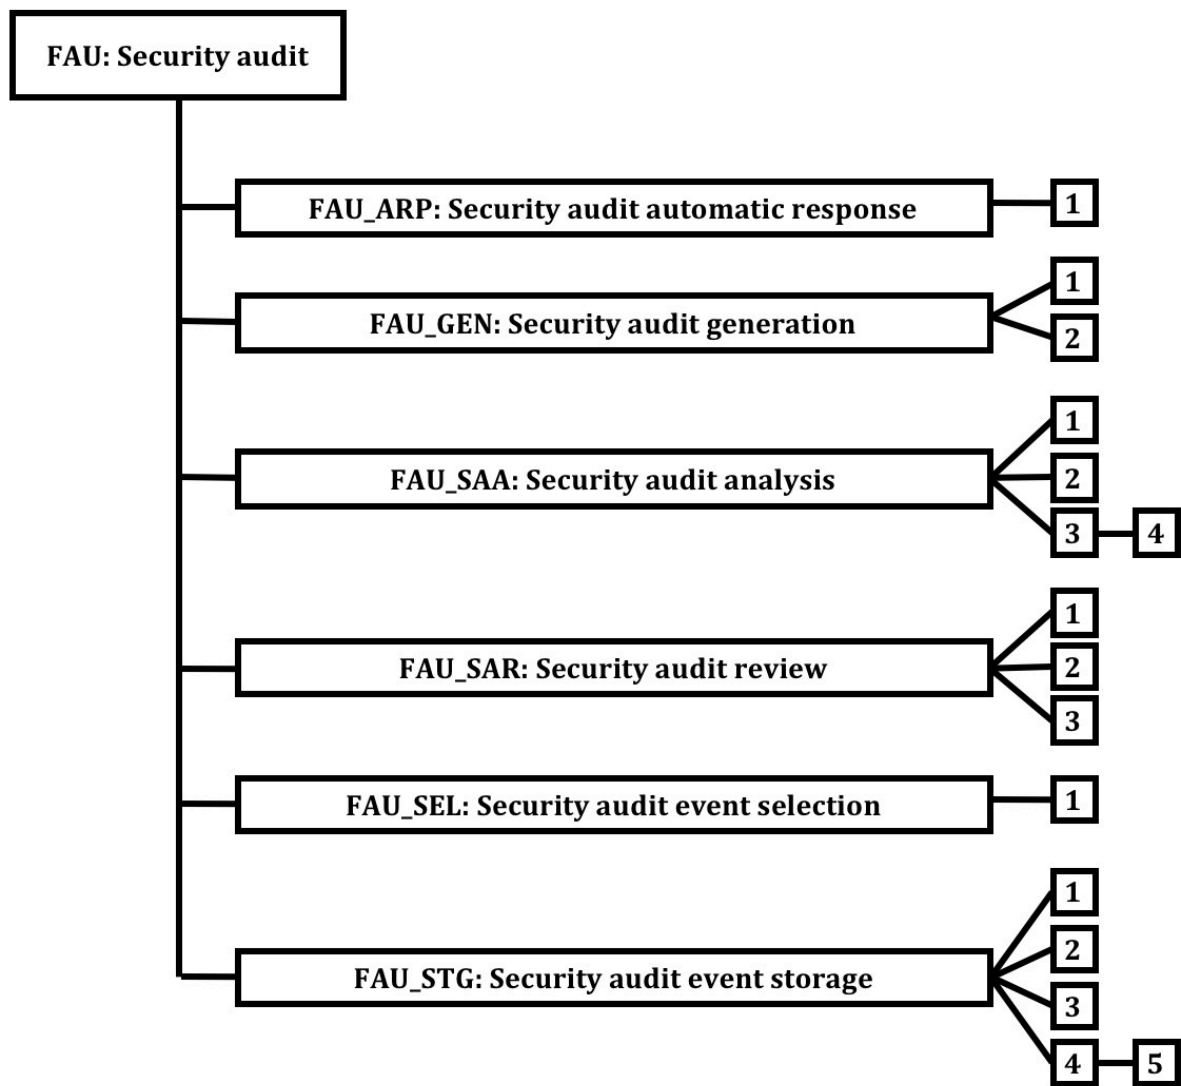 FAU: Security audit
FAU_ARP: Security audit automatic response
1
FAU_GEN: Security audit generation
1
2
FAU_SAA: Security audit analysis
1
2
3
4
FAU_SAR: Security audit review
1
2
3
FAU_SEL: Security audit event selection
1
FAU_STG: Security audit event storage
1
2
3
4
5